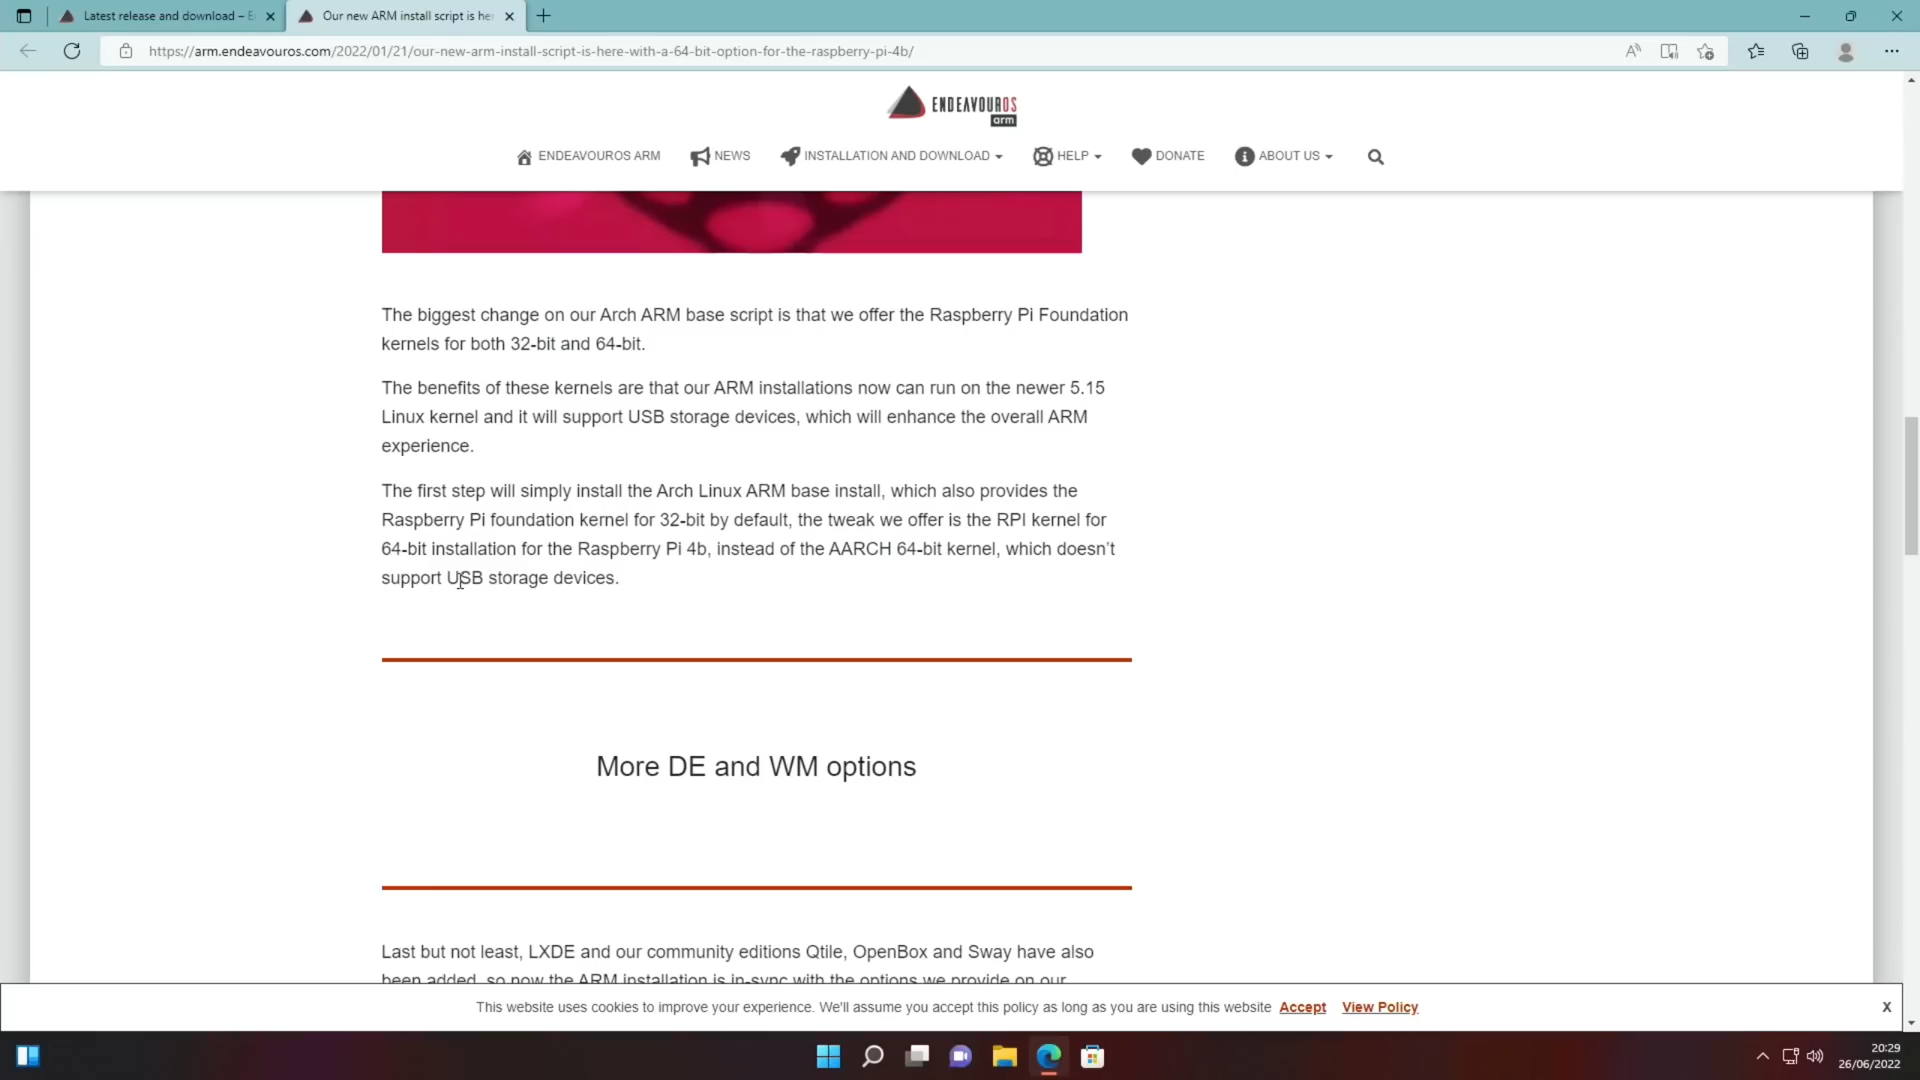 Latest release and download – E
Our new ARM install script is he
https://arm.endeavouros.com/2022/01/21/our-new-arm-install-script-is-here-with-a-64-bit-option-for-the-raspberry-pi-4b/
ENDEAVOUROS
arm
ENDEAVOUROS ARM
NEWS
INSTALLATION AND DOWNLOAD
HELP
DONATE
ABOUT US
The biggest change on our Arch ARM base script is that we offer the Raspberry Pi Foundation
kernels for both 32-bit and 64-bit.
The benefits of these kernels are that our ARM installations now can run on the newer 5.15
Linux kernel and it will support USB storage devices, which will enhance the overall ARM
experience.
The first step will simply install the Arch Linux ARM base install, which also provides the
Raspberry Pi foundation kernel for 32-bit by default, the tweak we offer is the RPI kernel for
64-bit installation for the Raspberry Pi 4b, instead of the AARCH 64-bit kernel, which doesn't
support USB storage devices.
More DE and WM options
Last but not least, LXDE and our community editions Qtile, OpenBox and Sway have also
been added, so now the ARM installation is in-sync with the options we provide on our
This website uses cookies to improve your experience. We'll assume you accept this policy as long as you are using this website Accept View Policy
X
20:29
26/06/2022